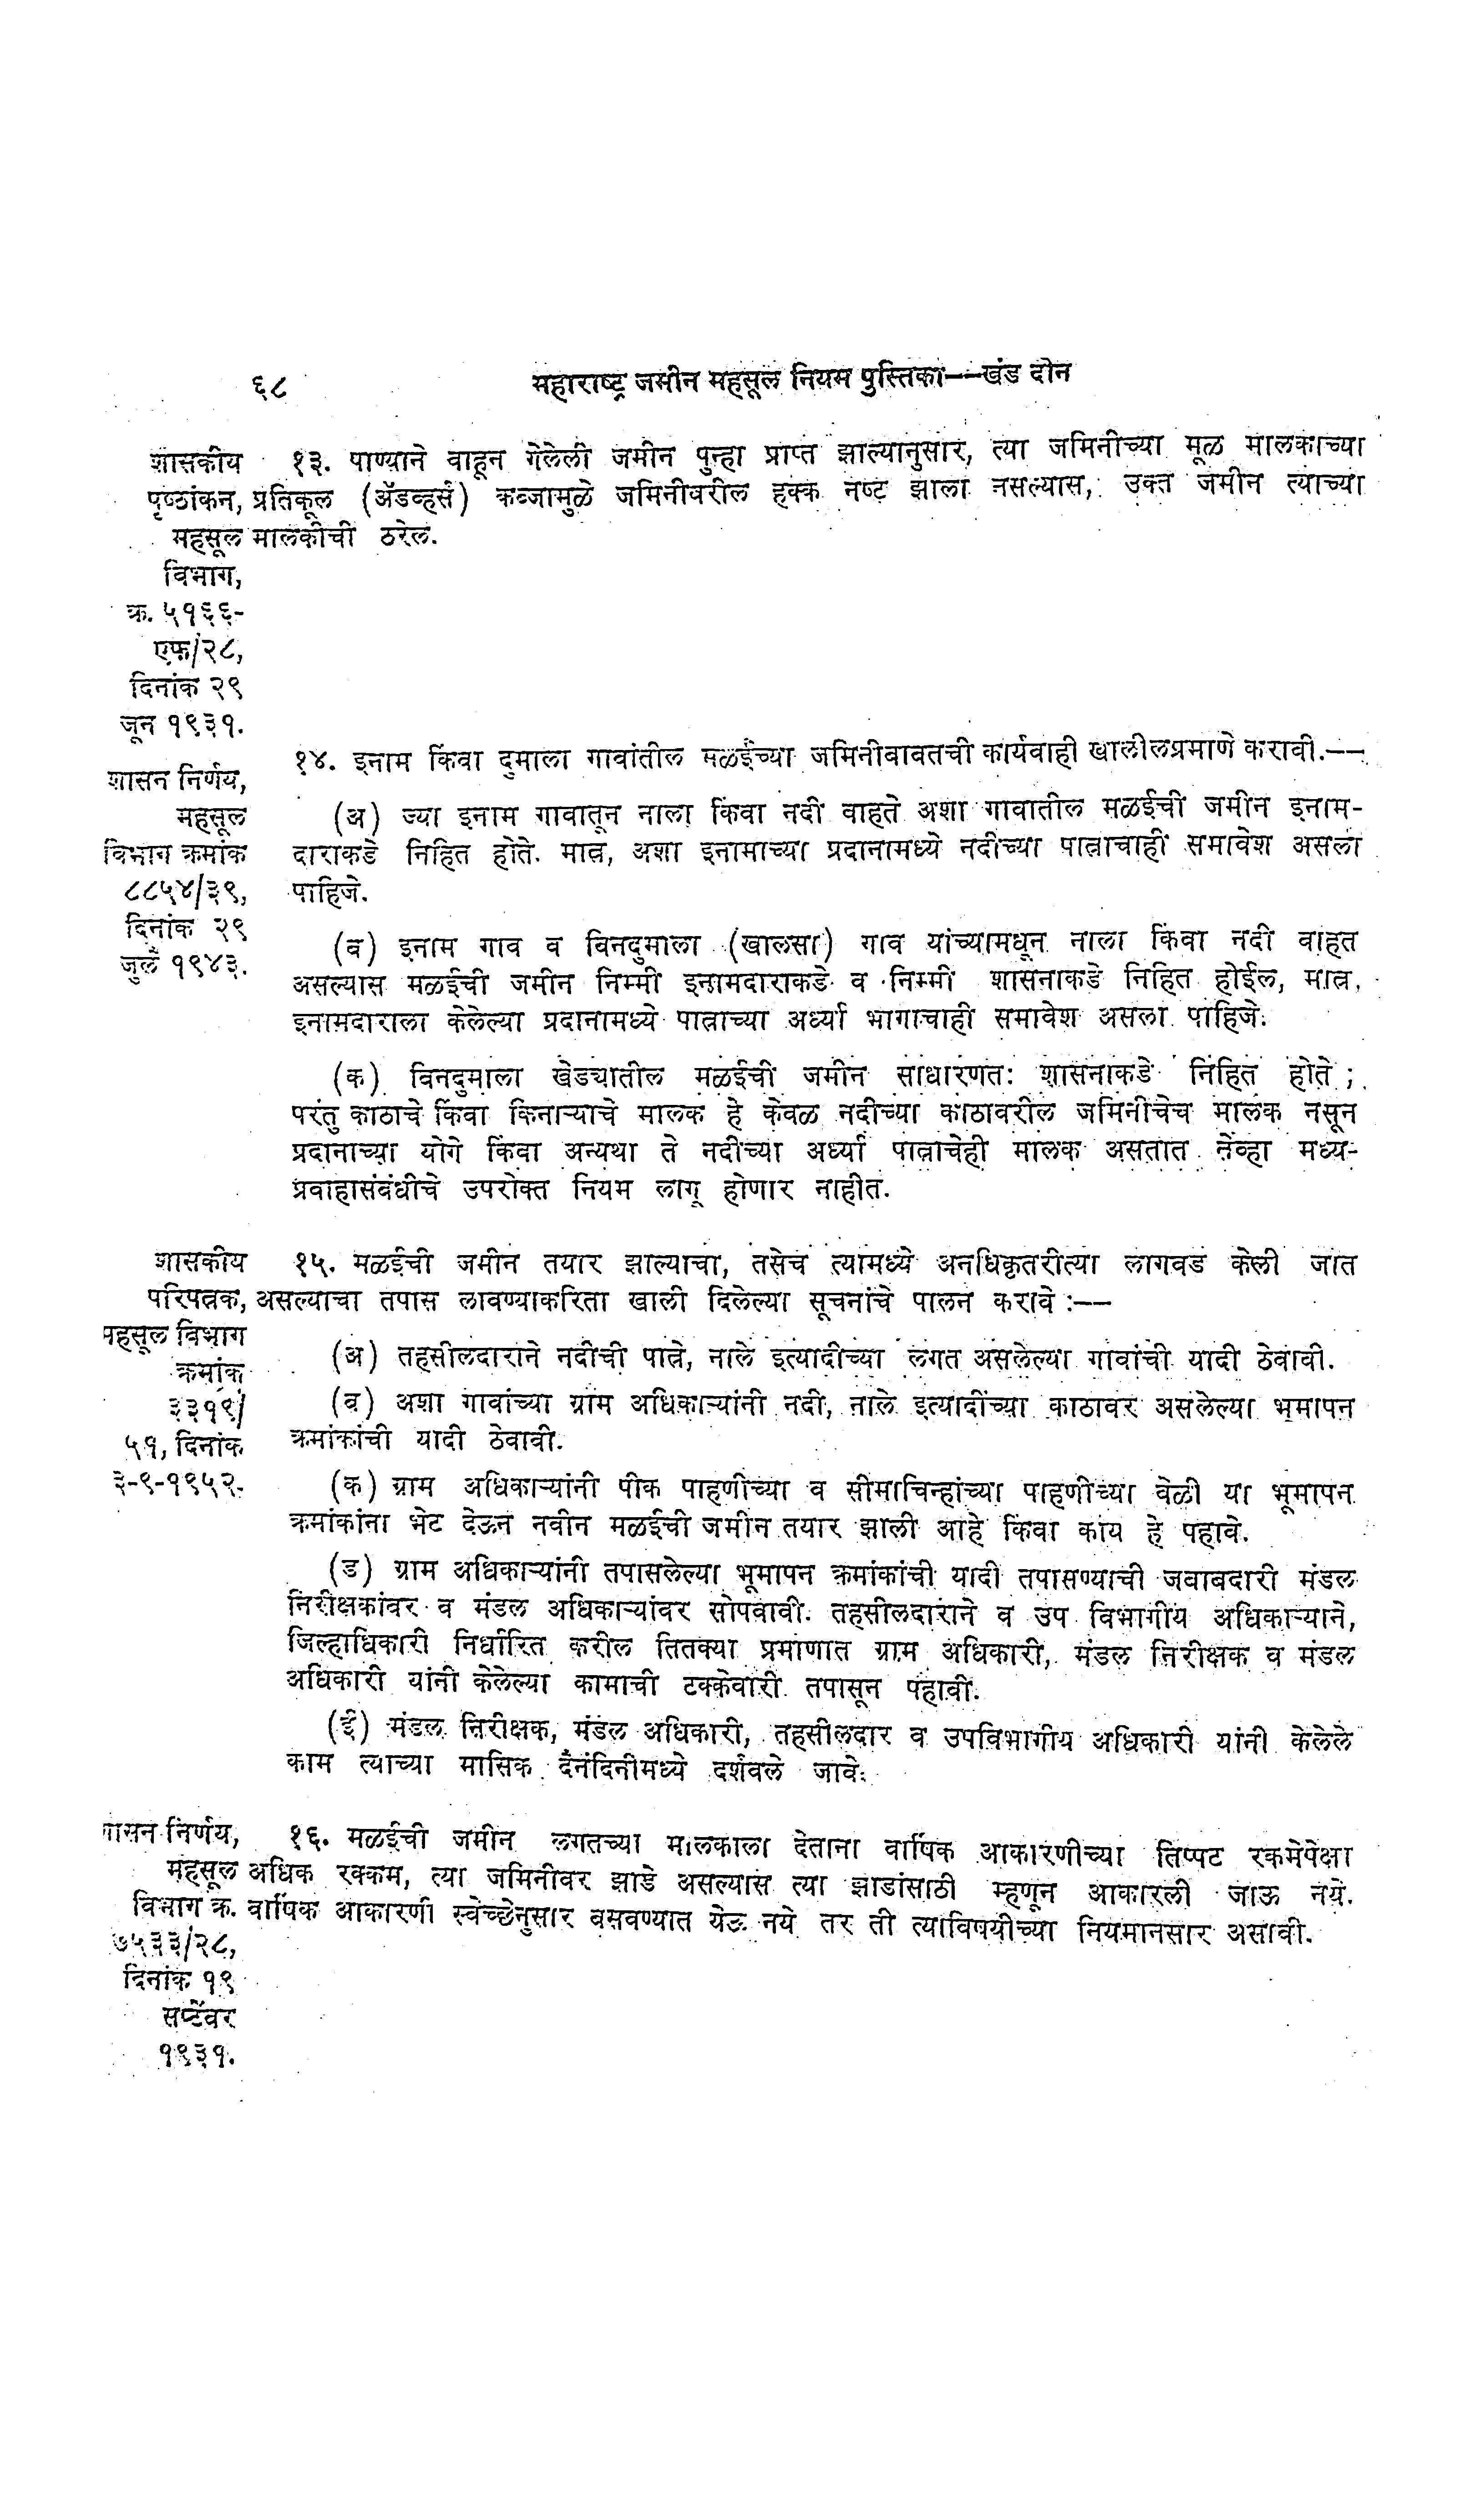 ६८ महाराष्ट्र जमीन महसूल नियम पुस्तिका--खंड दोन
शासकीय
पृष्ठांकन,
महसूल
विभाग,
क्र. ५१६६-
एफ/२८,
दिनांक २९
जून १९३१.
१३. पाण्याने वाहून गेलेली जमीन पुन्हा प्राप्त झाल्यानुसार, त्या जमिनीच्या मूळ मालकाच्या
प्रतिकूल (ॲडव्हर्स) कब्जामुळे जमिनीवरील हक्क नष्ट झाला नसल्यास, उक्त जमीन त्याच्या
मालकीची ठरेल.
शासन निर्णय,
महसूल
विभाग क्रमांक
८८५४/३९,
दिनांक २९
जुलै १९४३.
१४. इनाम किंवा दुमाला गावांतील मळईच्या जमिनीबाबतची कार्यवाही खालीलप्रमाणे करावी.--
(अ) ज्या इनाम गावातून नाला किंवा नदी वाहते अशा गावातील मळईची जमीन इनाम-
दाराकडे निहित होते. मात्र, अशा इनामाच्या प्रदानामध्ये नदीच्या पात्राचाही समावेश असला
पाहिजे.
(ब) इनाम गाव व बिनदुमाला (खालसा) गाव यांच्यामधून नाला किंवा नदी वाहत
असल्यास मळईची जमीन निम्मी इनामदाराकडे व निम्मी शासनाकडे निहित होईल, मात्र,
इनामदाराला केलेल्या प्रदानामध्ये पात्राच्या अर्ध्या भागाचाही समावेश असला पाहिजे.
(क) बिनदुमाला खेड्यातील मळईची जमीन साधारणतः शासनाकडे निहित होते ;
परंतु काठाचे किंवा किनाऱ्याचे मालक हे केवळ नदीच्या काठावरील जमिनीचेच मालक नसून
प्रदानाच्या योगे किंवा अन्यथा ते नदीच्या अर्ध्या पात्राचेही मालक असतात तेंव्हा मध्य-
प्रवाहासंबंधीचे उपरोक्त नियम लागू होणार नाहीत.
शासकीय
परिपत्रक,
महसूल विभाग
क्रमांक
३३१९/
५१, दिनांक
३-९-१९५२.
१५. मळईची जमीन तयार झाल्याचा, तसेच त्यामध्ये अनधिकृतरीत्या लागवड केली जात
असल्याचा तपास लावण्याकरिता खाली दिलेल्या सूचनांचे पालन करावे :--
(अ) तहसीलदाराने नदीची पात्रे, नाले इत्यादीच्या लगत असलेल्या गावांची यादी ठेवावी.
(ब) अशा गावांच्या ग्राम अधिकाऱ्यांनी नदी, नाले इत्यादींच्या काठावर असलेल्या भूमापन
क्रमांकांची यादी ठेवावी.
(क) ग्राम अधिकाऱ्यांनी पीक पाहणीच्या व सीमाचिन्हांच्या पाहणीच्या वेळी या भूमापन
क्रमांकांना भेट देऊन नवीन मळईची जमीन तयार झाली आहे किंवा काय हे पहावे.
(ड) ग्राम अधिकाऱ्यांनी तपासलेल्या भूमापन क्रमांकांची यादी तपासण्याची जबाबदारी मंडल
निरीक्षकांवर व मंडल अधिकाऱ्यांवर सोपवावी. तहसीलदाराने व उप विभागीय अधिकाऱ्याने,
जिल्हाधिकारी निर्धारित करील तितक्या प्रमाणात ग्राम अधिकारी, मंडल निरीक्षक व मंडल
अधिकारी यांनी केलेल्या कामाची टक्केवारी तपासून पहावी.
(ई) मंडल निरीक्षक, मंडल अधिकारी, तहसीलदार व उपविभागीय अधिकारी यांनी केलेले
काम त्याच्या मासिक दैनंदिनीमध्ये दर्शवले जावे.
शासन निर्णय,
महसूल
विभाग क्र.
७५३३/२८,
दिनांक १९
सप्टेंबर
१९३१.
१६. मळईची जमीन लगतच्या मालकाला देताना वार्षिक आकारणीच्या तिप्पट रकमेपेक्षा
अधिक रक्कम, त्या जमिनीवर झाडे असल्यास त्या झाडांसाठी म्हणून आकारली जाऊ नये.
वार्षिक आकारणी स्वेच्छेनुसार बसवण्यात येऊ नये तर ती त्याविषयीच्या नियमानसार असावी.